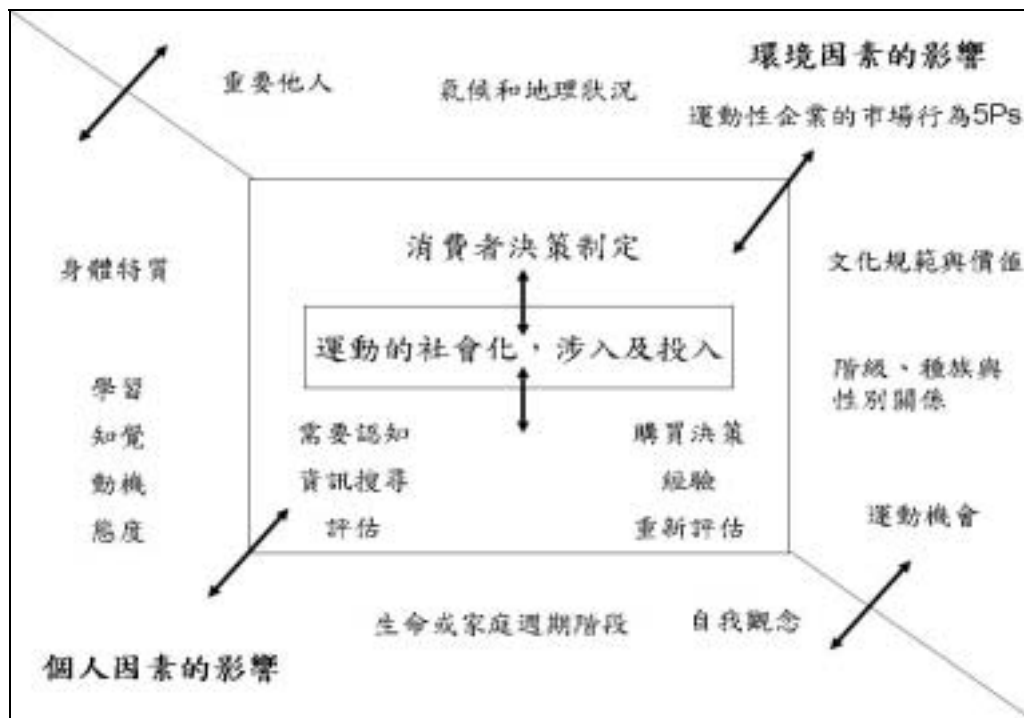 環境因素的影響
重要他人
氣候和地理狀況
運動性企業的市場行為5Ps
消費者決策制定
身體特質
文化規範與價值
運動的社會化，涉入及投入
階級、種族與
性別關係
學習
知覺
動機
態度
需要認知
資訊搜尋
評估
購買決策
經驗
重新評估
運動機會
生命或家庭週期階段
自我觀念
個人因素的影響